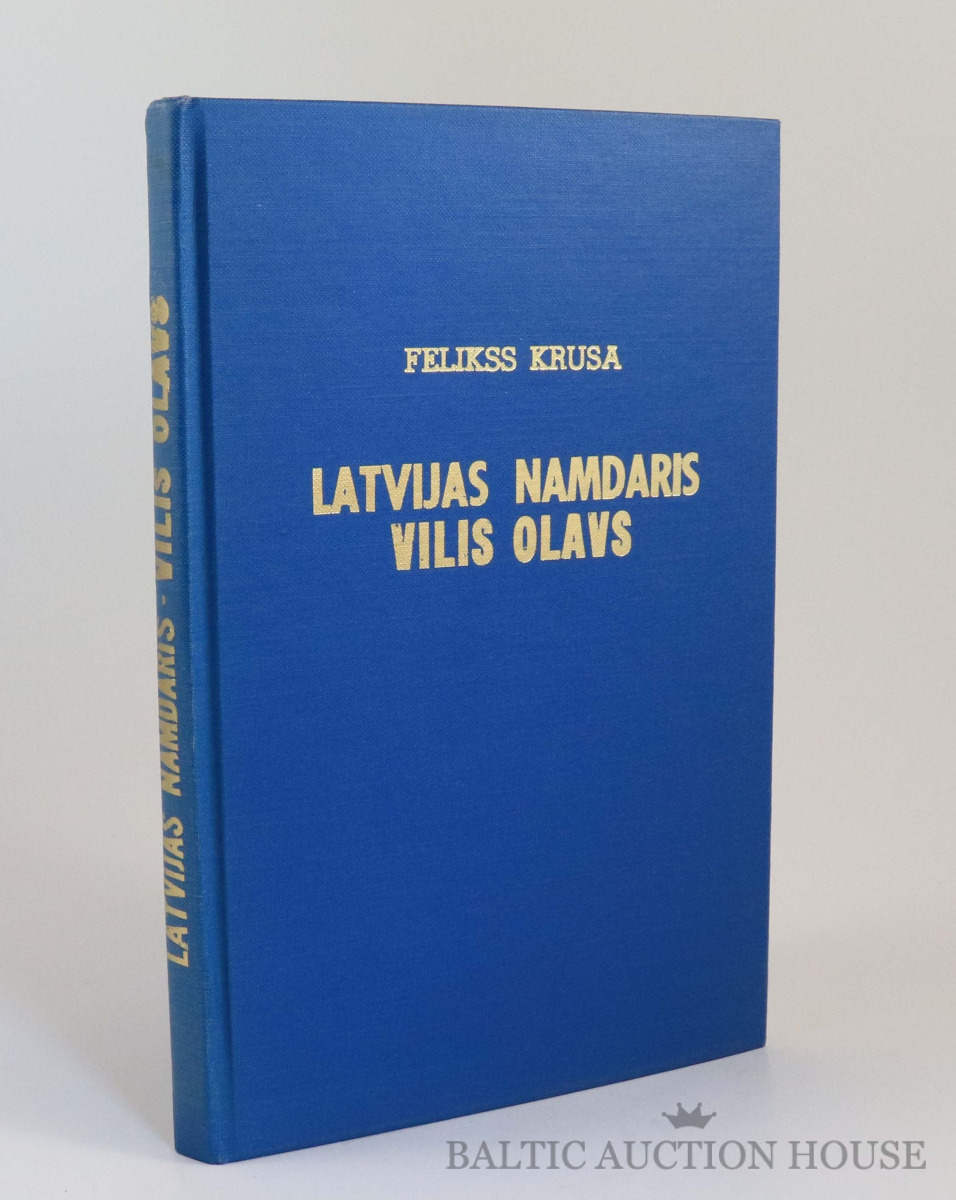 FELIKSS KRUSA
LATVIJAS NAMDARIS
VILIS OLAVS
LATVIJAS NAMDARIS - VILIS OLAVS
BALTIC AUCTION HOUSE